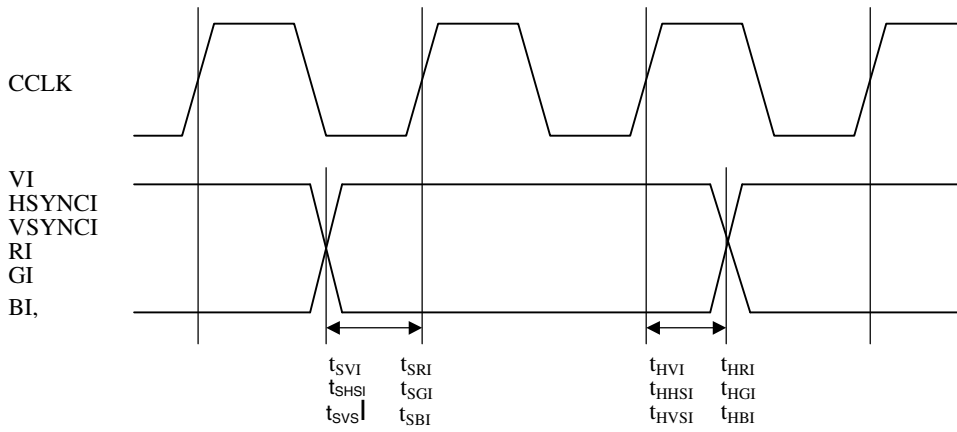 CCLK
VI
HSYNCI
VSYNCI
RI
GI
BI,
tSVI tSRI tHVI tHRI
tSHSI tSGI tHHSI tHGI
tSVSI tSBI tHVSI tHBI